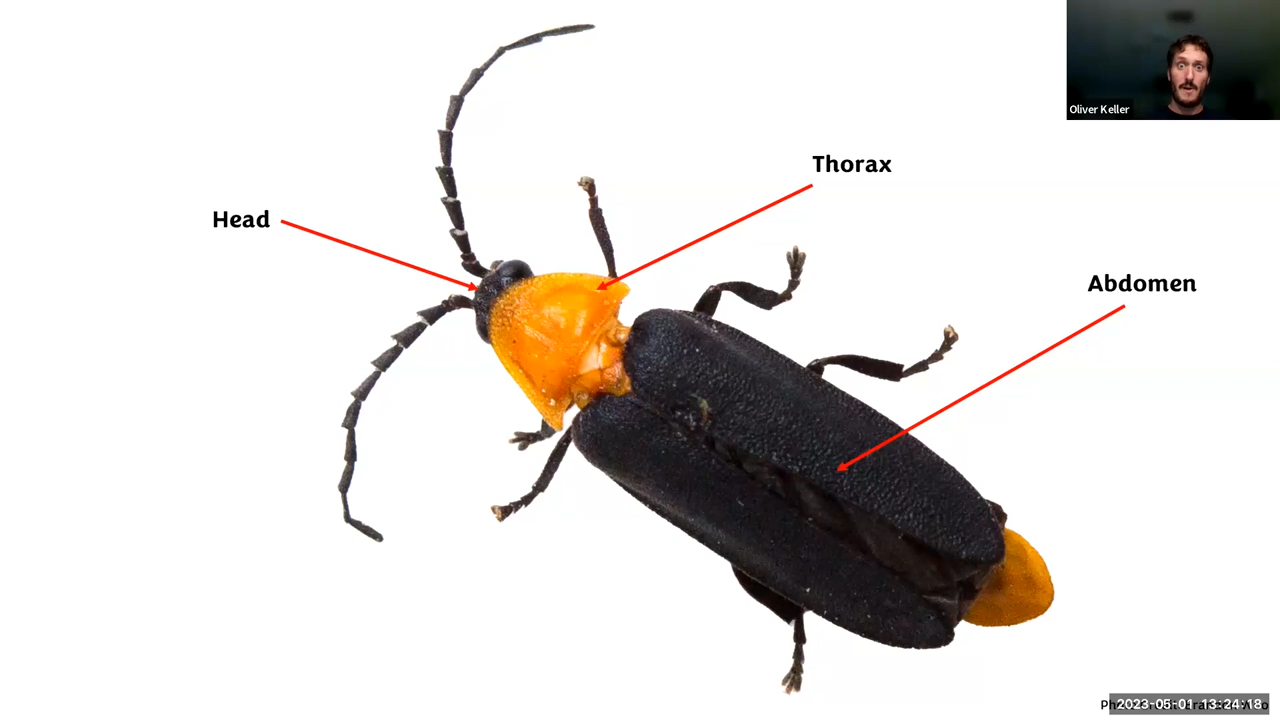 Oliver Keller
Thorax
Head
Abdomen
2023-05-01 13:24:18